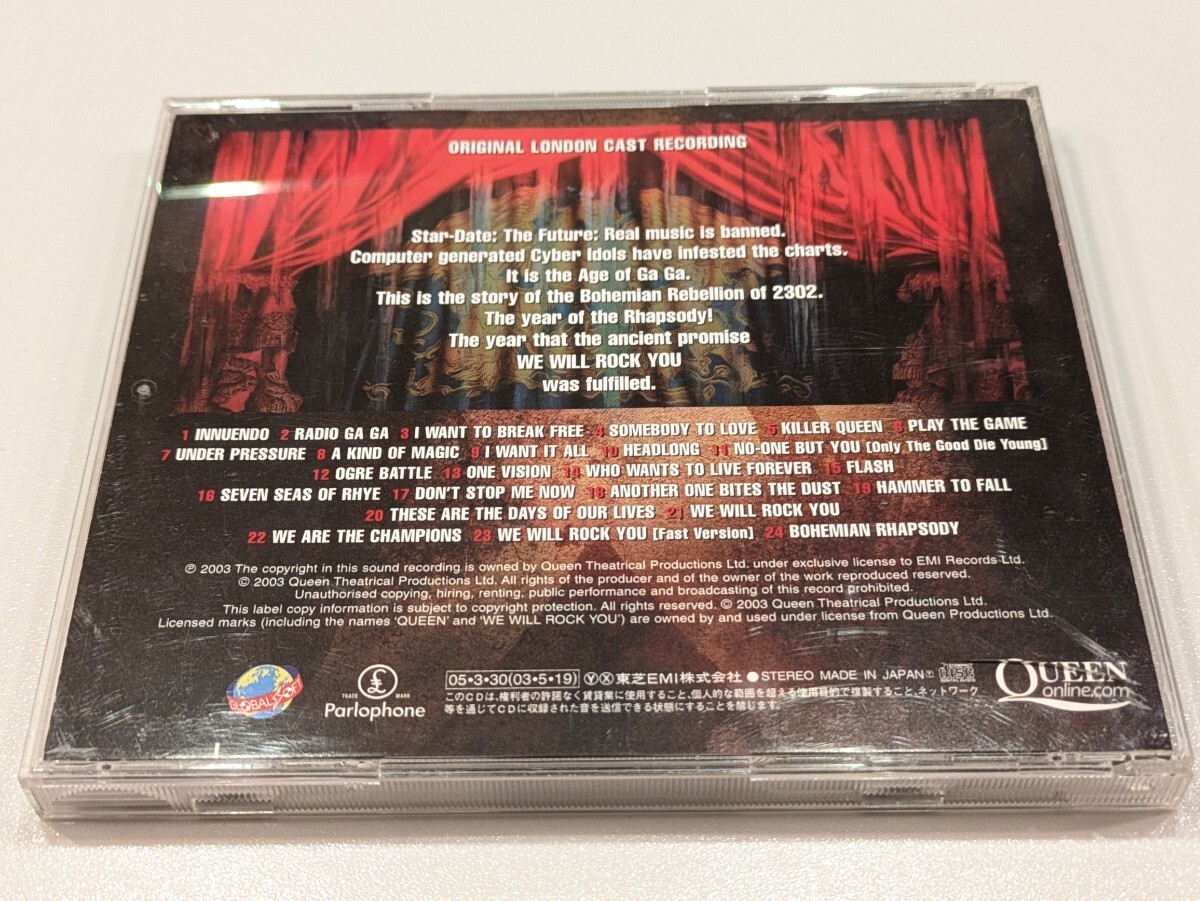 ORIGINAL LONDON CAST RECORDING
Star-Date: The Future: Real music is banned.
Computer generated Cyber Idols have infested the charts.
It is the Age of Ga Ga.
This is the story of the Bohemian Rebellion of 2302.
The year of the Rhapsody!
The year that the ancient promise
WE WILL ROCK YOU
was fulfilled.
1 INNUENDO 2 RADIO GA GA 3 I WANT TO BREAK FREE 4 SOMEBODY TO LOVE 5 KILLER QUEEN 6 PLAY THE GAME
7 UNDER PRESSURE 8 A KIND OF MAGIC 9 I WANT IT ALL 10 HEADLONG 11 NO-ONE BUT YOU [Only The Good Die Young]
12 OGRE BATTLE 13 ONE VISION 14 WHO WANTS TO LIVE FOREVER 15 FLASH
16 SEVEN SEAS OF RHYE 17 DON'T STOP ME NOW 18 ANOTHER ONE BITES THE DUST 19 HAMMER TO FALL
20 THESE ARE THE DAYS OF OUR LIVES 21 WE WILL ROCK YOU
22 WE ARE THE CHAMPIONS 23 WE WILL ROCK YOU [Fast Version] 24 BOHEMIAN RHAPSODY
℗ 2003 The copyright in this sound recording is owned by Queen Theatrical Productions Ltd. under exclusive license to EMI Records Ltd.
© 2003 Queen Theatrical Productions Ltd. All rights of the producer and of the owner of the work reproduced reserved.
Unauthorised copying, hiring, renting, public performance and broadcasting of this record prohibited.
This label copy information is subject to copyright protection. All rights reserved. © 2003 Queen Theatrical Productions Ltd.
Licensed marks (including the names 'QUEEN' and 'WE WILL ROCK YOU') are owned by and used under license from Queen Productions Ltd.
GLOBAL SOFT
TRADE £ MARK
Parlophone
05・3・30(03・5・19) Ⓨ Ⓧ 東芝EMI株式会社 ●STEREO MADE IN JAPAN
このCDは、権利者の許諾なく賃貸業に使用すること、個人的な範囲を超える使用目的で複製すること、ネットワーク
等を通じてCDに収録された音を送信できる状態にすることを禁じます。
QUEEN
online.com